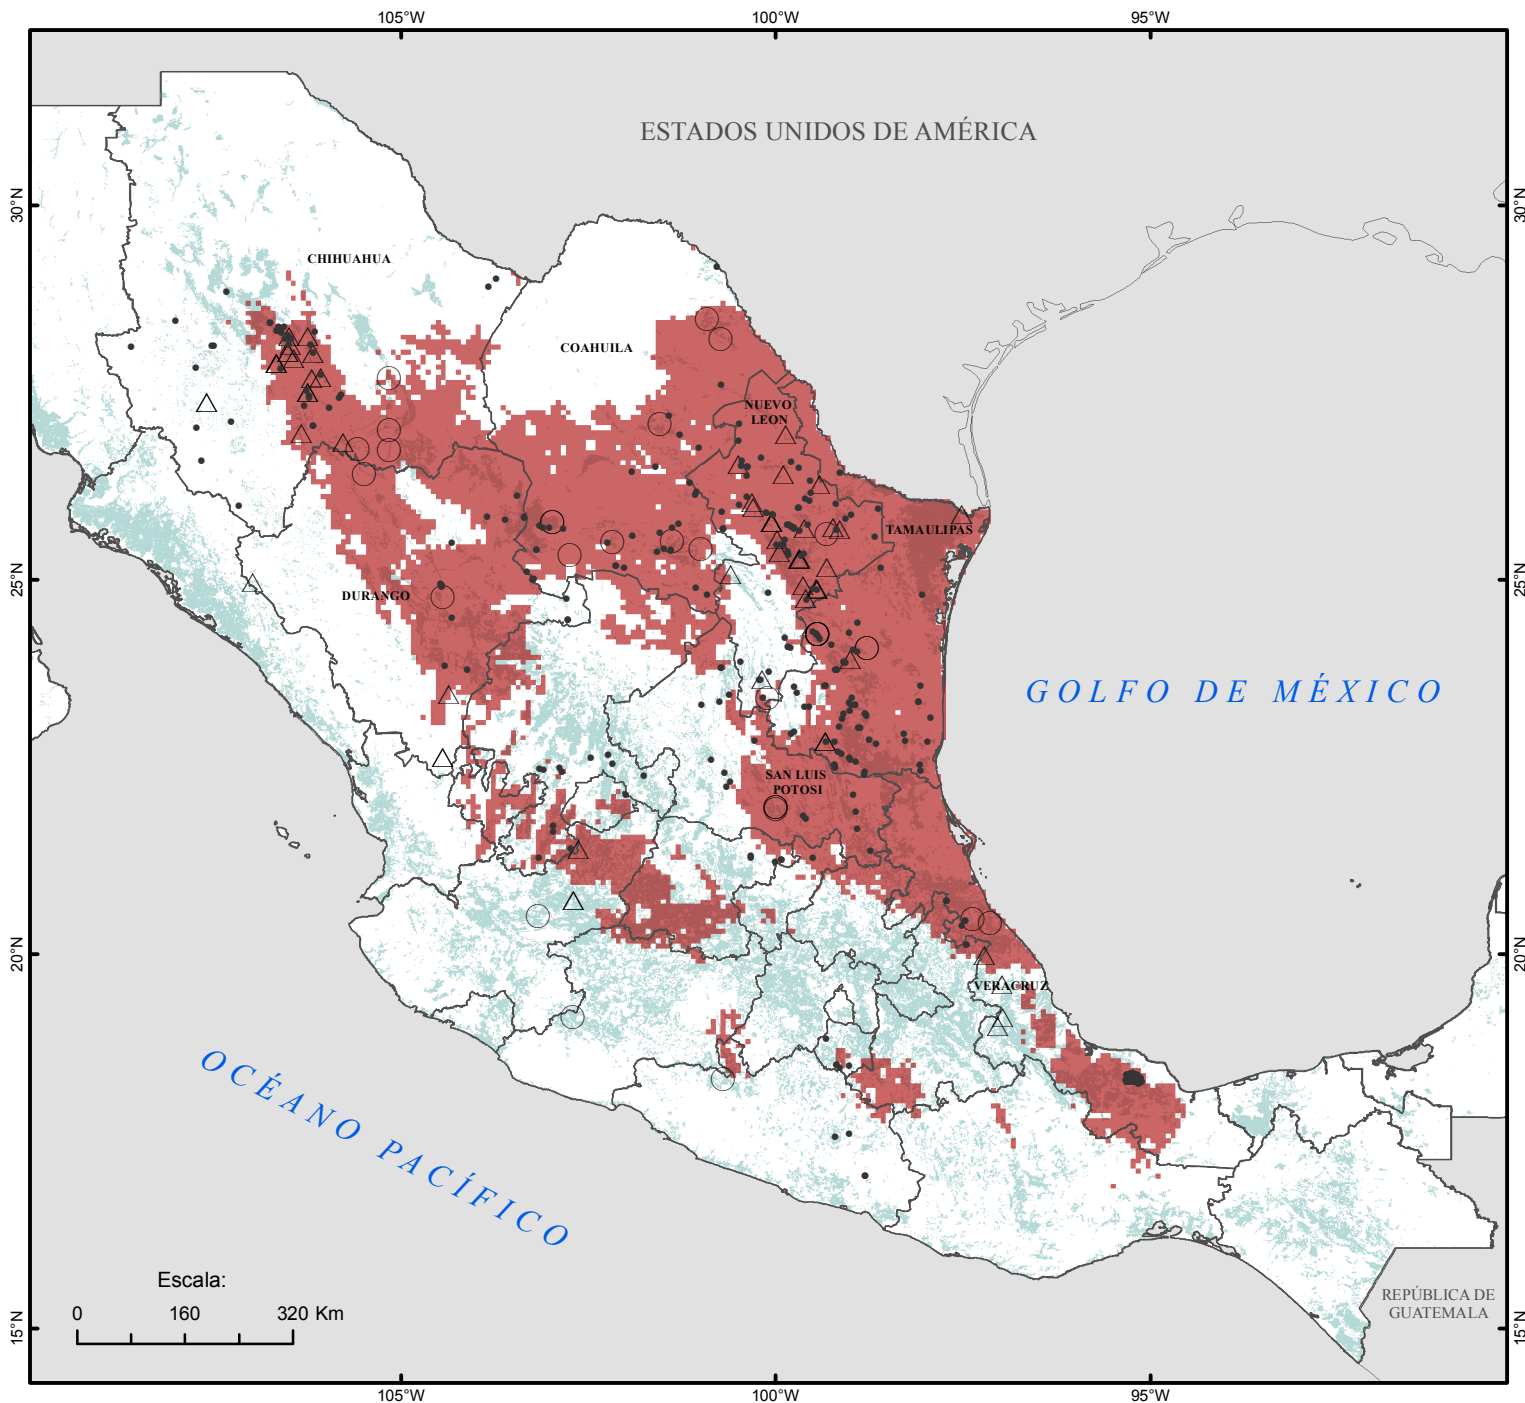 105°W 100°W 95°W
ESTADOS UNIDOS DE AMÉRICA
30°N 30°N
CHIHUAHUA
COAHUILA
NUEVO
LEON
TAMAULIPAS
25°N 25°N
DURANGO
GOLFO DE MÉXICO
SAN LUIS
POTOSI
20°N 20°N
VERACRUZ
OCÉANO PACÍFICO
Escala:
0 160 320 Km
REPÚBLICA DE
GUATEMALA
15°N 15°N
105°W 100°W 95°W